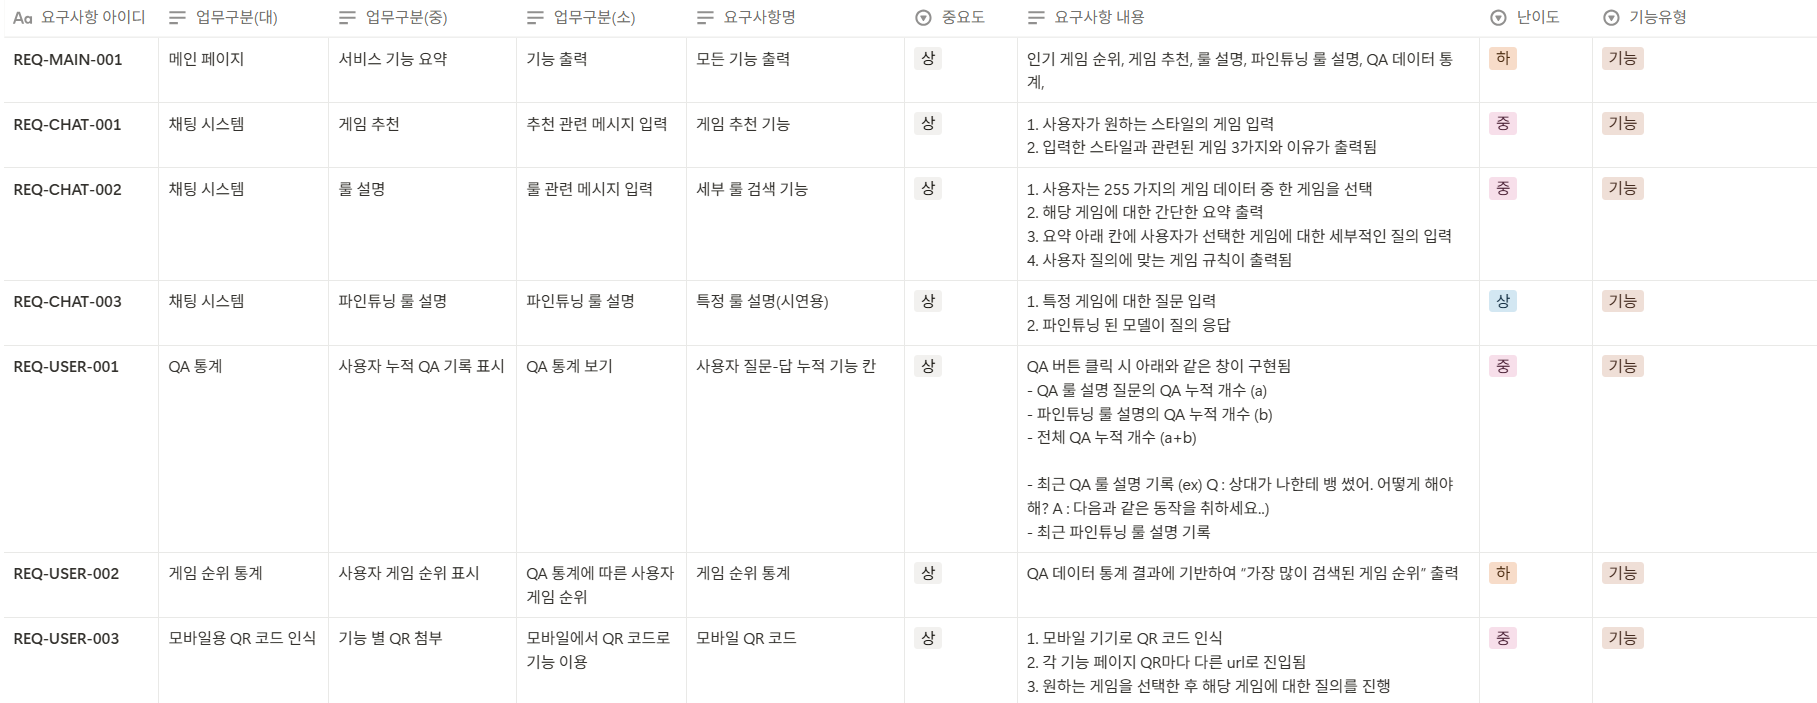 Aa 요구사항 아이디 업무구분(대) 업무구분(중) 업무구분(소) 요구사항명 중요도 요구사항 내용 난이도 기능유형
REQ-MAIN-001 메인 페이지 서비스 기능 요약 기능 출력 모든 기능 출력 상 인기 게임 순위, 게임 추천, 룰 설명, 파인튜닝 룰 설명, QA 데이터 통 하 기능
계,
REQ-CHAT-001 채팅 시스템 게임 추천 추천 관련 메시지 입력 게임 추천 기능 상 1. 사용자가 원하는 스타일의 게임 입력 중 기능
2. 입력한 스타일과 관련된 게임 3가지와 이유가 출력됨
REQ-CHAT-002 채팅 시스템 룰 설명 룰 관련 메시지 입력 세부 룰 검색 기능 상 1. 사용자는 255 가지의 게임 데이터 중 한 게임을 선택 중 기능
2. 해당 게임에 대한 간단한 요약 출력
3. 요약 아래 칸에 사용자가 선택한 게임에 대한 세부적인 질의 입력
4. 사용자 질의에 맞는 게임 규칙이 출력됨
REQ-CHAT-003 채팅 시스템 파인튜닝 룰 설명 파인튜닝 룰 설명 특정 룰 설명(시연용) 상 1. 특정 게임에 대한 질문 입력 상 기능
2. 파인튜닝 된 모델이 질의 응답
REQ-USER-001 QA 통계 사용자 누적 QA 기록 표시 QA 통계 보기 사용자 질문-답 누적 기능 칸 상 QA 버튼 클릭 시 아래와 같은 창이 구현됨 중 기능
- QA 룰 설명 질문의 QA 누적 개수 (a)
- 파인튜닝 룰 설명의 QA 누적 개수 (b)
- 전체 QA 누적 개수 (a+b)
- 최근 QA 룰 설명 기록 (ex) Q : 상대가 나한테 뱅 썼어. 어떻게 해야
해? A : 다음과 같은 동작을 취하세요..)
- 최근 파인튜닝 룰 설명 기록
REQ-USER-002 게임 순위 통계 사용자 게임 순위 표시 QA 통계에 따른 사용자 게임 순위 통계 상 QA 데이터 통계 결과에 기반하여 “가장 많이 검색된 게임 순위” 출력 하 기능
게임 순위
REQ-USER-003 모바일용 QR 코드 인식 기능 별 QR 첨부 모바일에서 QR 코드로 모바일 QR 코드 상 1. 모바일 기기로 QR 코드 인식 중 기능
기능 이용 2. 각 기능 페이지 QR마다 다른 url로 진입됨
3. 원하는 게임을 선택한 후 해당 게임에 대한 질의를 진행